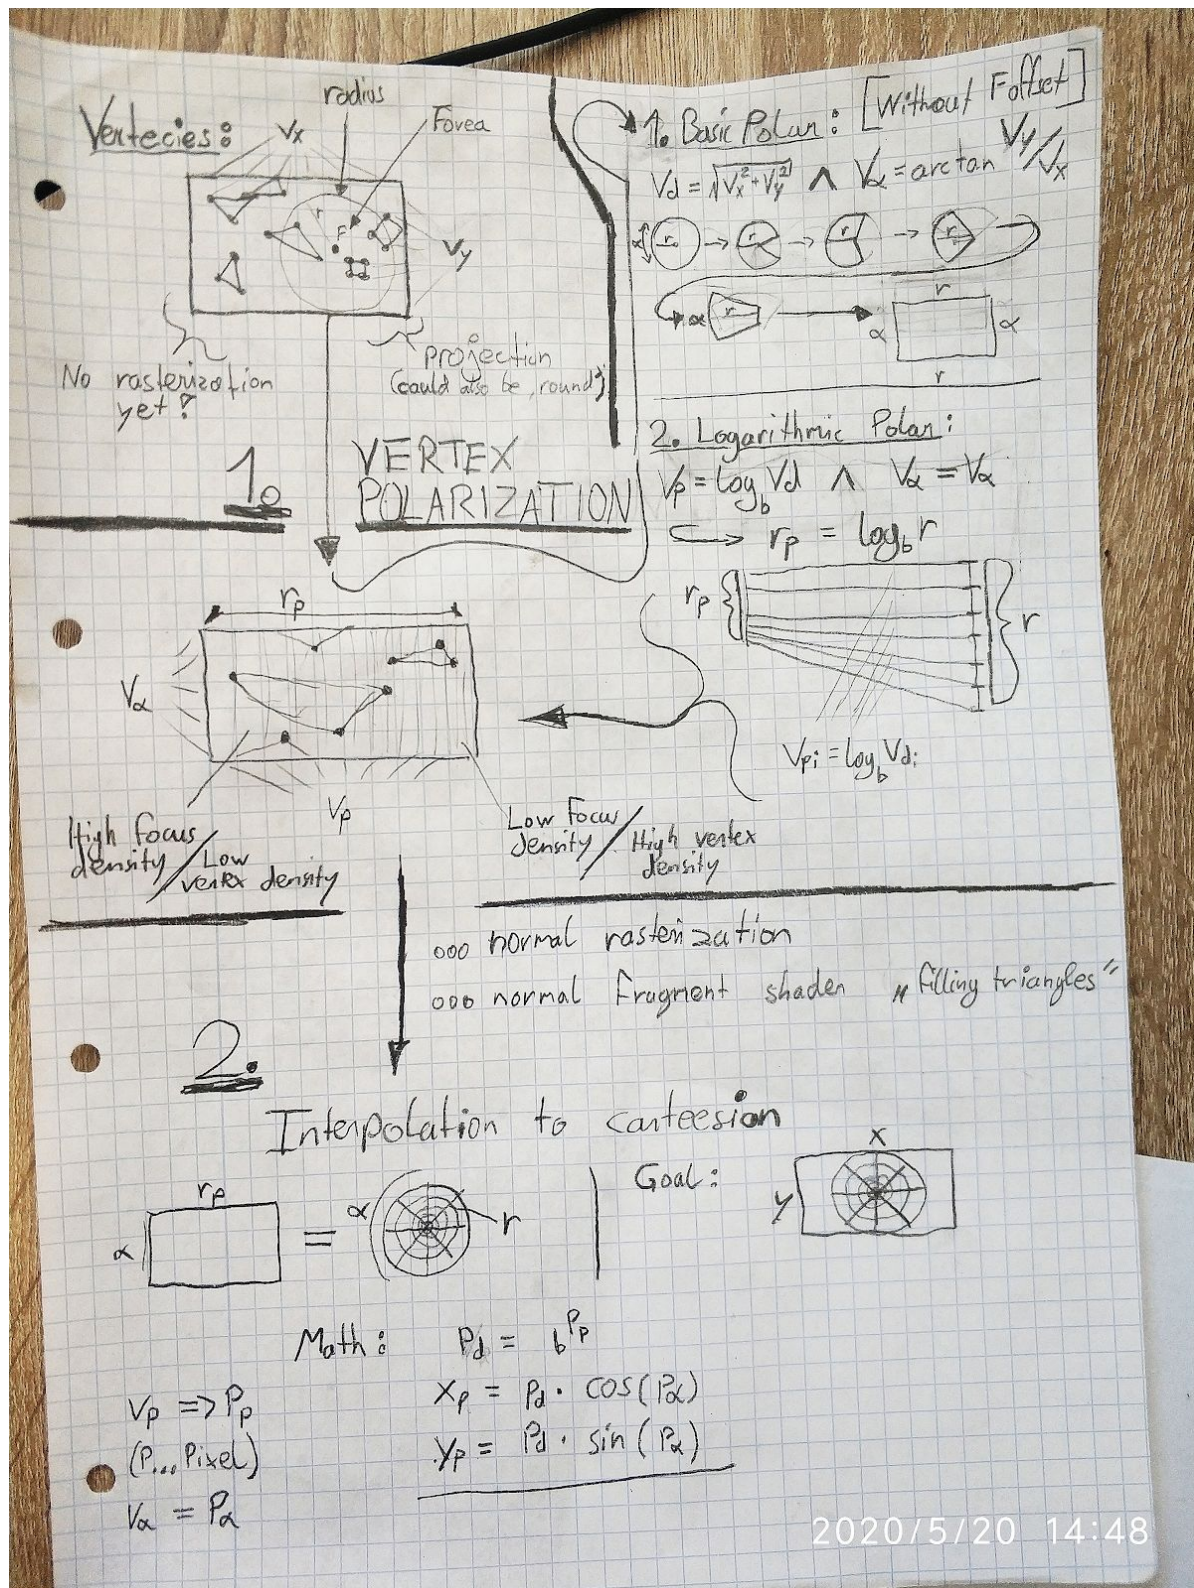 Vertecies:
radius
Vx
Fovea
r
F
Vy
No rasterization
yet!
projection
(could also be "round")
1.
VERTEX
POLARIZATION
1. Basic Polar: [Without Foffset]
Vd = √Vx²+Vy² ∧ Vα = arctan Vy/Vx
α r r r r
α r
r
α α
r
2. Logarithmic Polar:
Vp = log_b Vd ∧ Vα = Vα
rp = log_b r
rp r
Vpi = log_b Vdi
rp
Vα
Vp
High focus
density / Low
vertex density
Low Focus
density / High vertex
density
ooo normal rasterization
ooo normal Fragment shader „filling triangles"
2.
Interpolation to carteesian
rp
α = α r
Goal:
x
y
Math: Pd = b^Pp
xp = Pd · cos(Pα)
yp = Pd · sin(Pα)
Vp => Pp
(P... Pixel)
Vα = Pα
2020/5/20 14:48